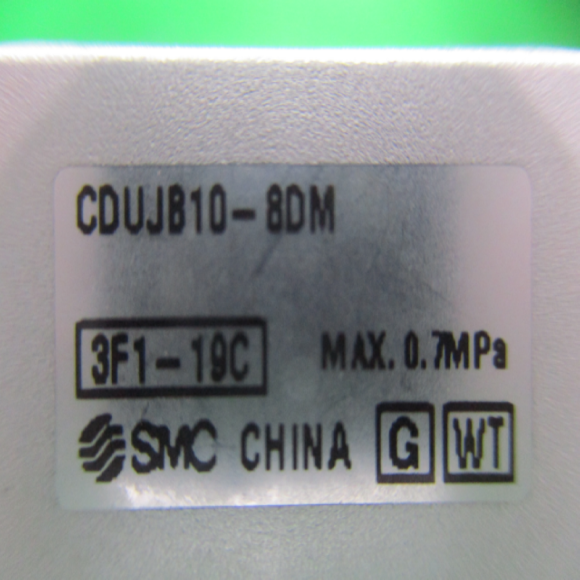 CDUJB10-8DM
3F1-19C MAX. 0.7MPa
SMC CHINA G WT